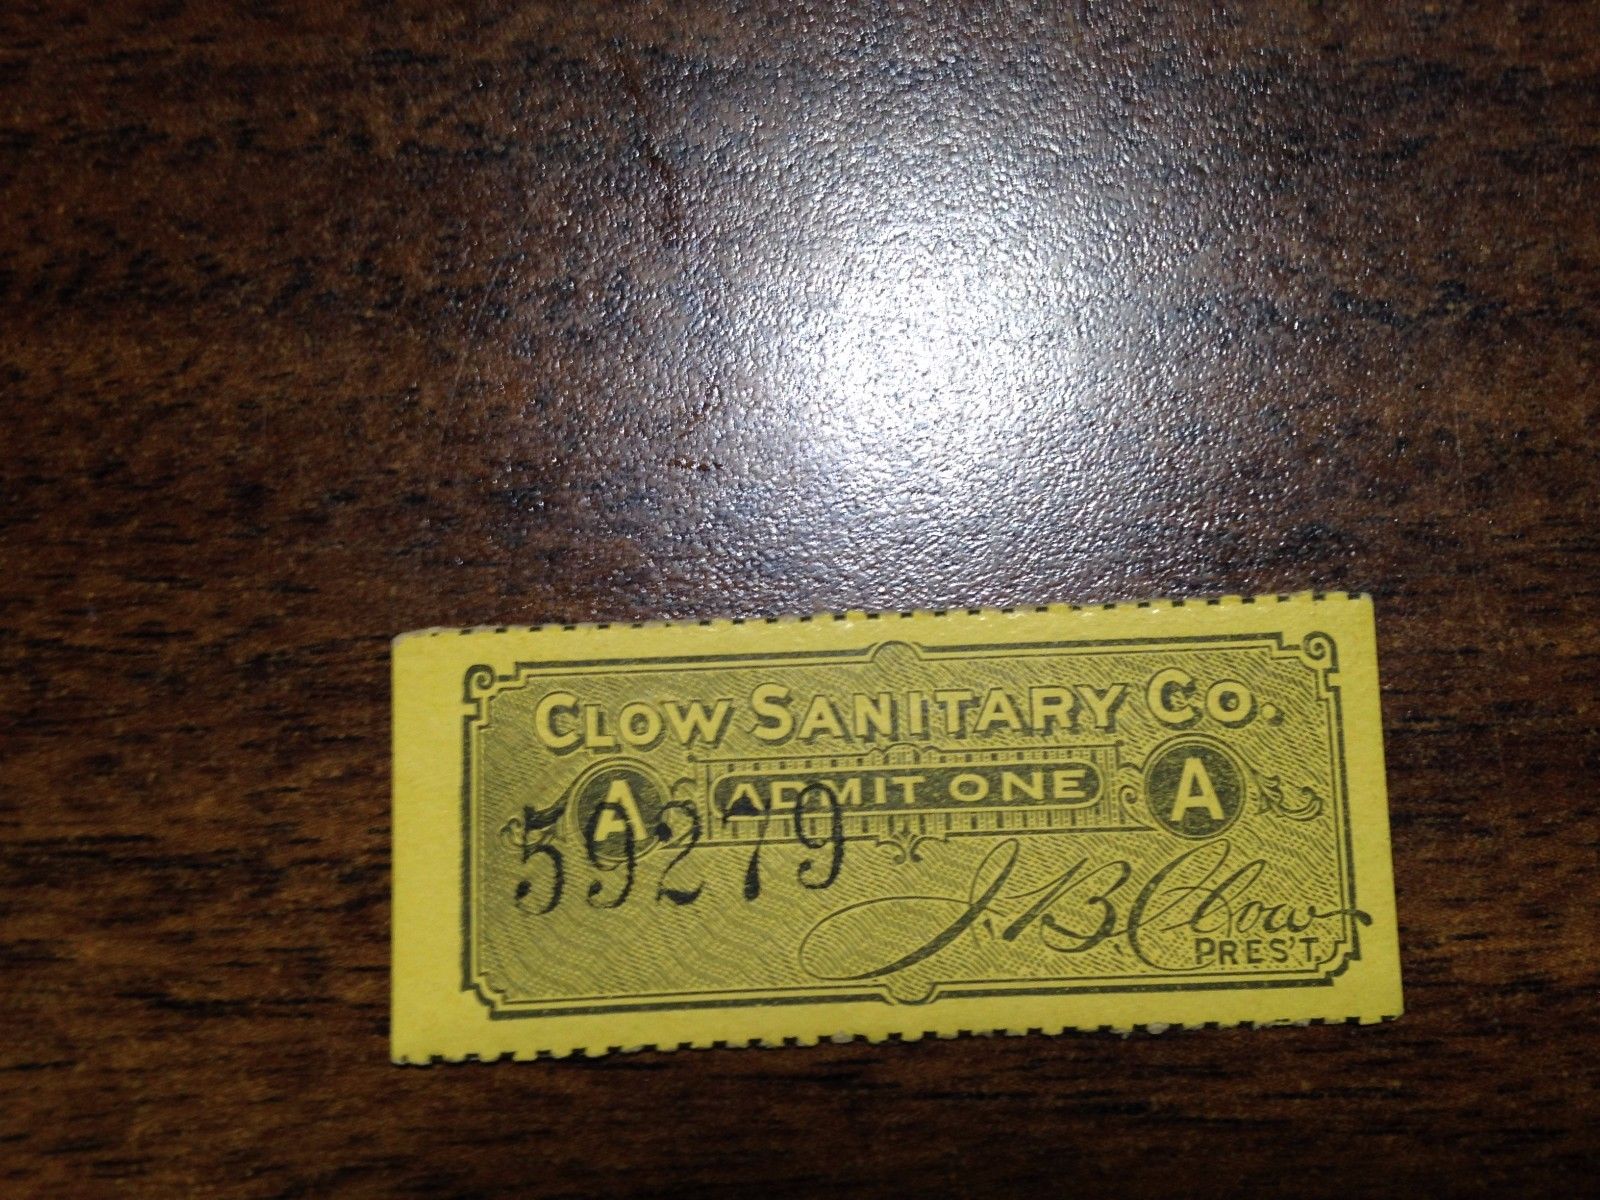 CLOW SANITARY CO.
A ADMIT ONE A
59279
J. B. Clow
PRES'T.